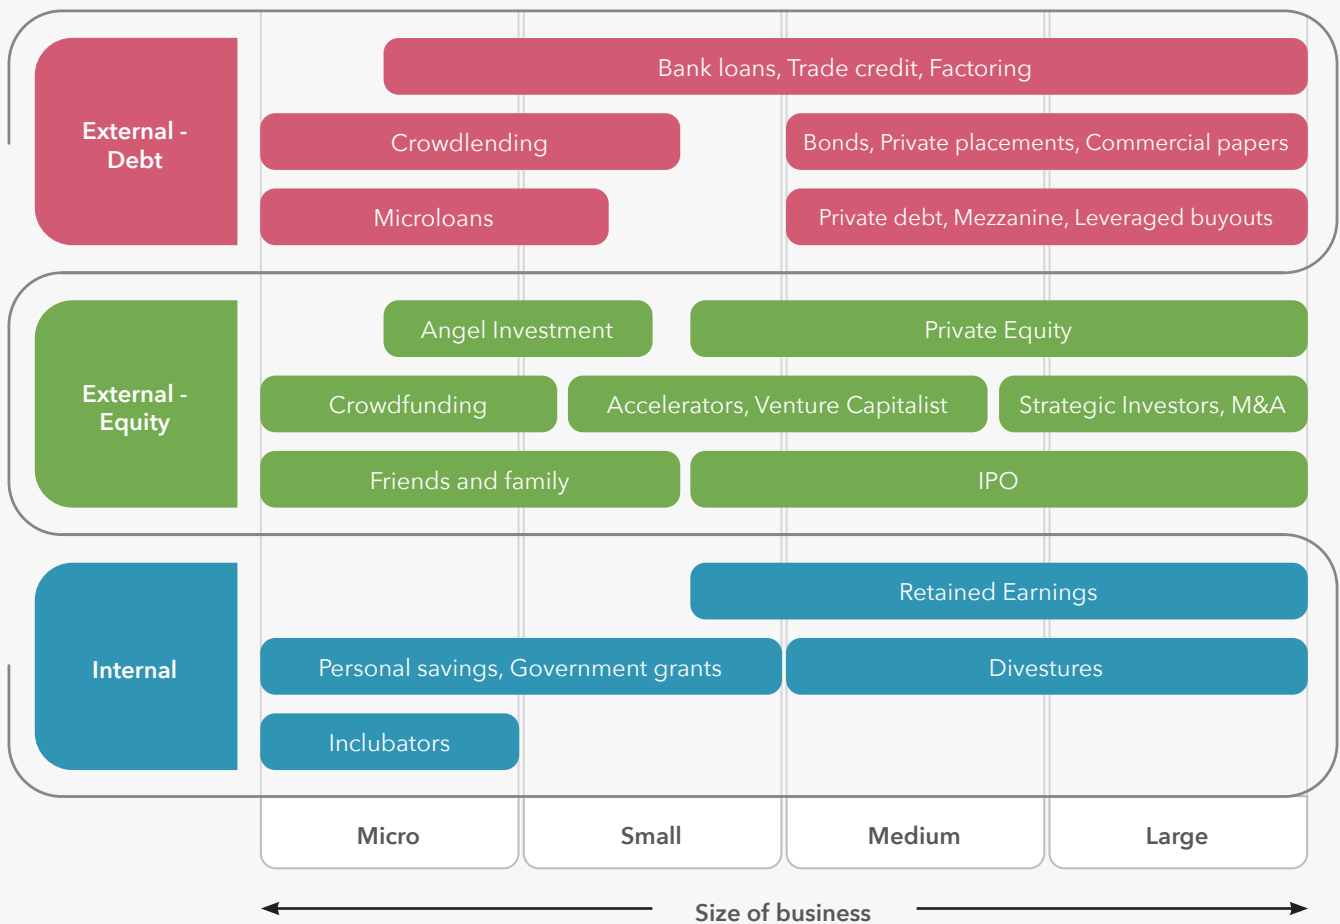 External -
Debt
Bank loans, Trade credit, Factoring
Crowdlending
Bonds, Private placements, Commercial papers
Microloans
Private debt, Mezzanine, Leveraged buyouts
External -
Equity
Angel Investment
Private Equity
Crowdfunding
Accelerators, Venture Capitalist
Strategic Investors, M&A
Friends and family
IPO
Internal
Retained Earnings
Personal savings, Government grants
Divestures
Inclubators
Micro
Small
Medium
Large
Size of business